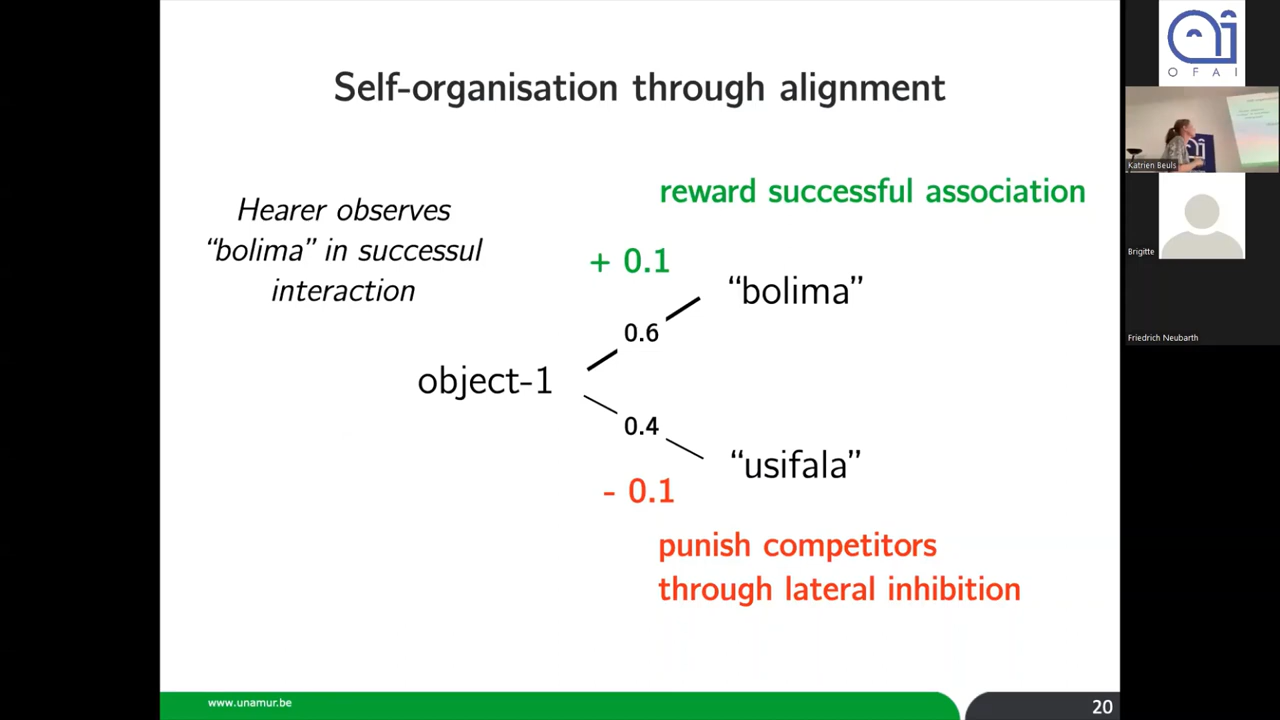 Self-organisation through alignment
Hearer observes
“bolima” in successul
interaction
reward successful association
+ 0.1
“bolima”
0.6
object-1
0.4
“usifala”
- 0.1
punish competitors
through lateral inhibition
www.unamur.be
20
OFAI
Katrien Beuls
Brigitte
Friedrich Neubarth